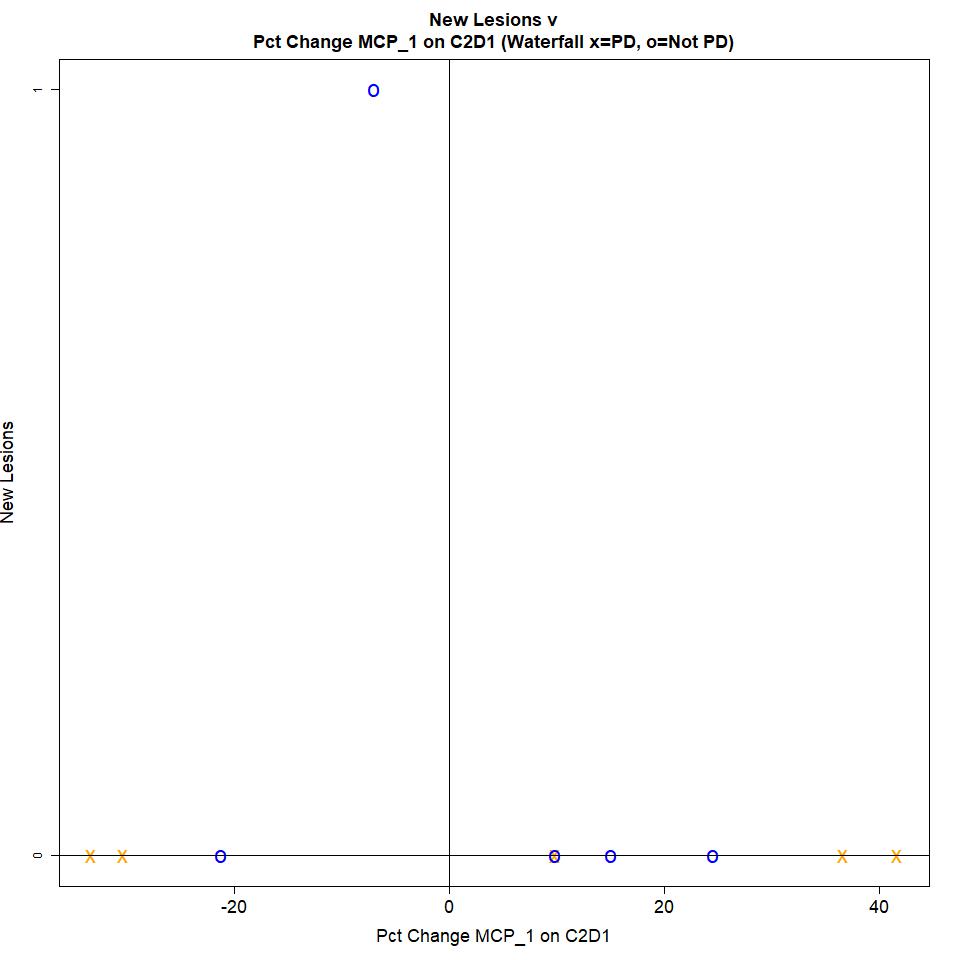 New Lesions v
Pct Change MCP_1 on C2D1 (Waterfall x=PD, o=Not PD)
1
o
New Lesions
0
x x o x o o o x x
-20 0 20 40
Pct Change MCP_1 on C2D1